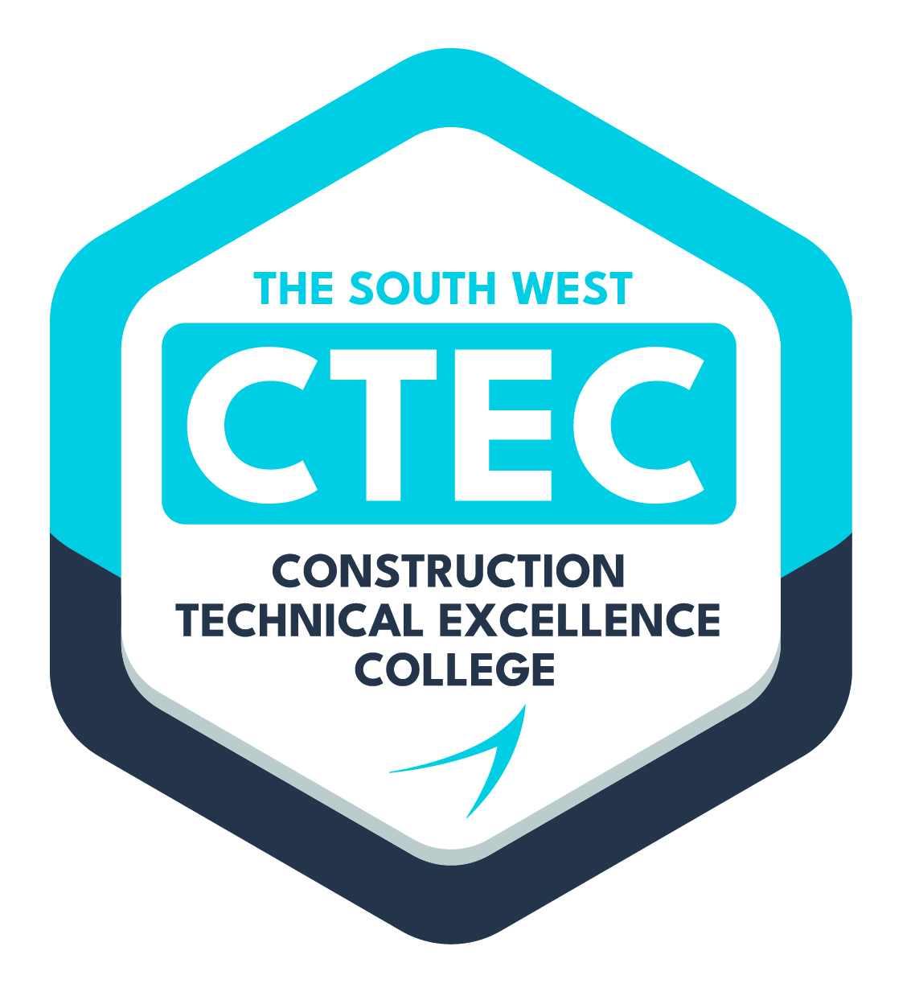 THE SOUTH WEST
CTEC
CONSTRUCTION
TECHNICAL EXCELLENCE
COLLEGE